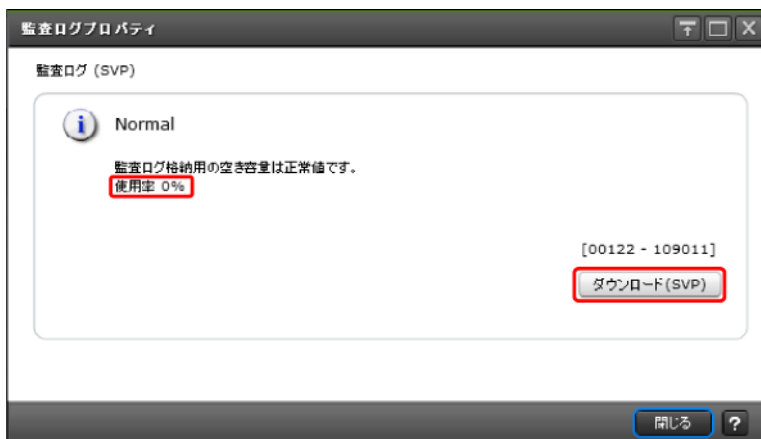 監査ログプロパティ
監査ログ (SVP)
Normal
監査ログ格納用の空き容量は正常値です。
使用率 0%
[00122 - 109011]
ダウンロード(SVP)
閉じる ?